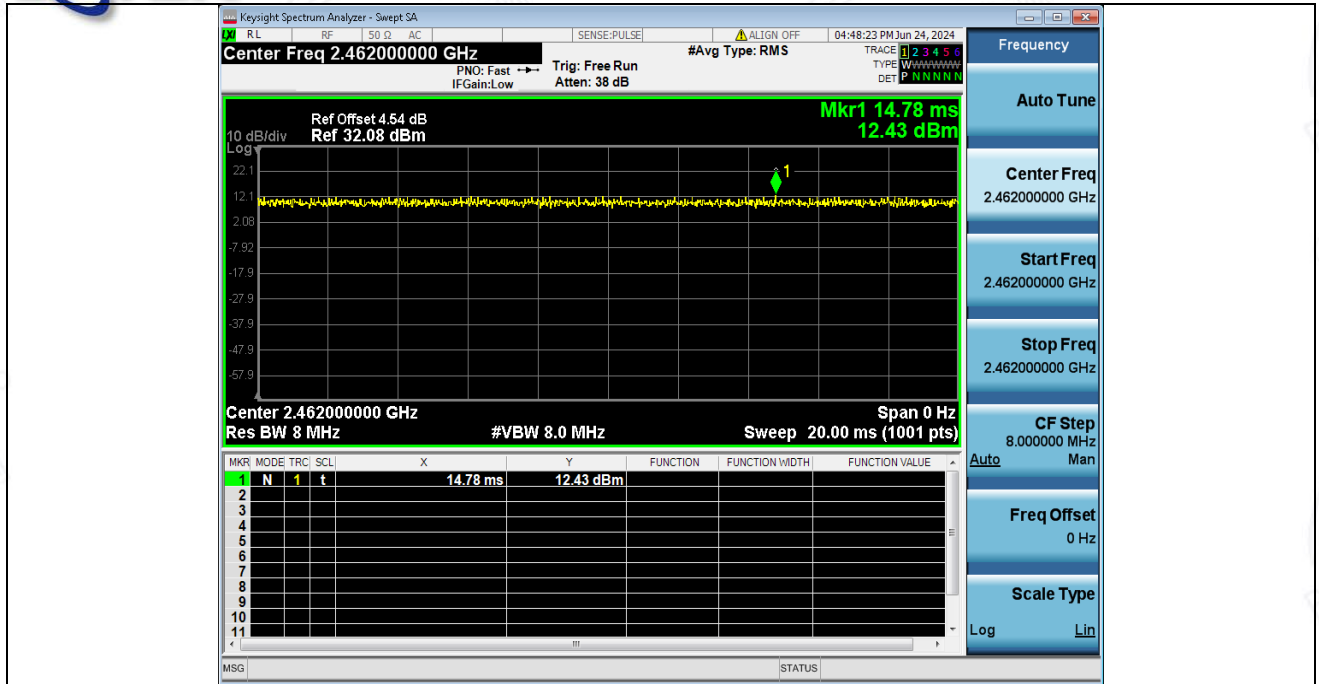 Keysight Spectrum Analyzer - Swept SA
LXI RL RF 50 Ω AC SENSE:PULSE ALIGN OFF 04:48:23 PM Jun 24, 2024
Center Freq 2.462000000 GHz #Avg Type: RMS TRACE 1 2 3 4 5 6
PNO: Fast Trig: Free Run TYPE WWWWWW
IFGain:Low Atten: 38 dB DET P N N N N N
Frequency
Auto Tune
Center Freq
2.462000000 GHz
Start Freq
2.462000000 GHz
Stop Freq
2.462000000 GHz
CF Step
8.000000 MHz
Auto Man
Freq Offset
0 Hz
Scale Type
Log Lin
Mkr1 14.78 ms
12.43 dBm
Ref Offset 4.54 dB
10 dB/div Ref 32.08 dBm
Log
22.1
12.1
2.08
-7.92
-17.9
-27.9
-37.9
-47.9
-57.9
1
Center 2.462000000 GHz Span 0 Hz
Res BW 8 MHz #VBW 8.0 MHz Sweep 20.00 ms (1001 pts)
MKR MODE TRC SCL X Y FUNCTION FUNCTION WIDTH FUNCTION VALUE
1 N 1 t 14.78 ms 12.43 dBm
2
3
4
5
6
7
8
9
10
11
MSG STATUS